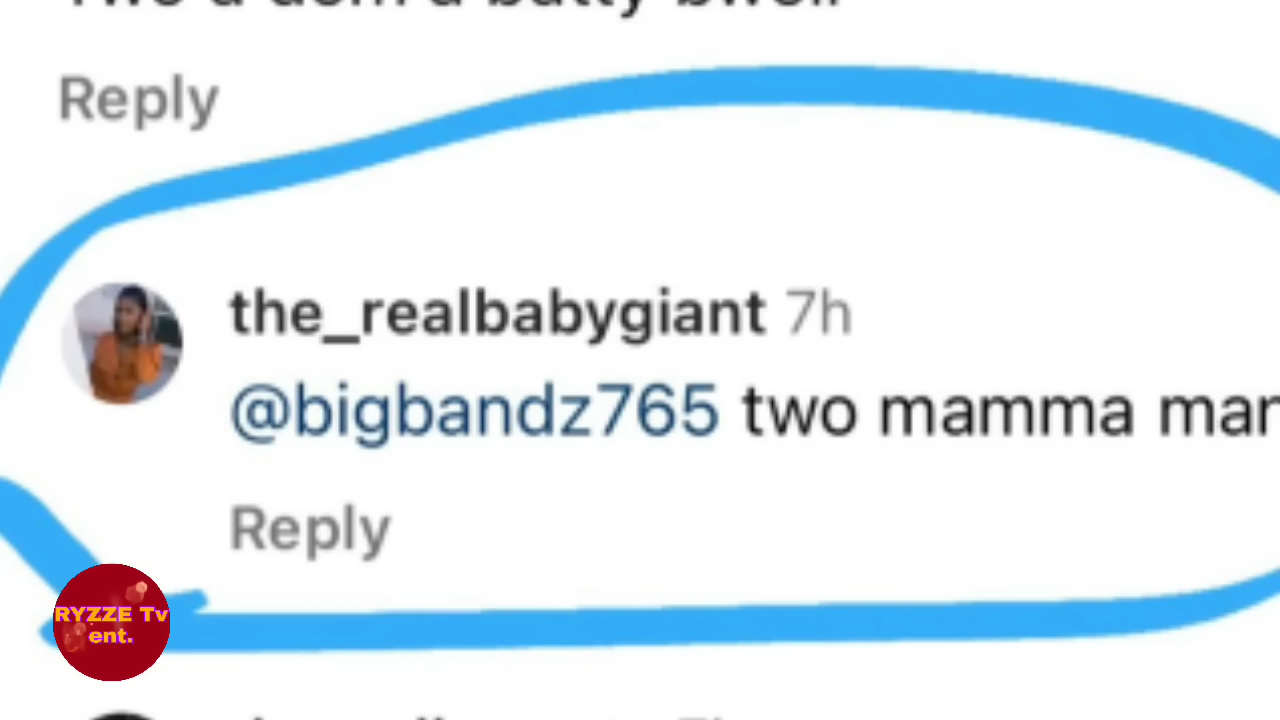 Reply
the_realbabygiant 7h
@bigbandz765 two mamma
Reply
RYZZE Tv
ent.